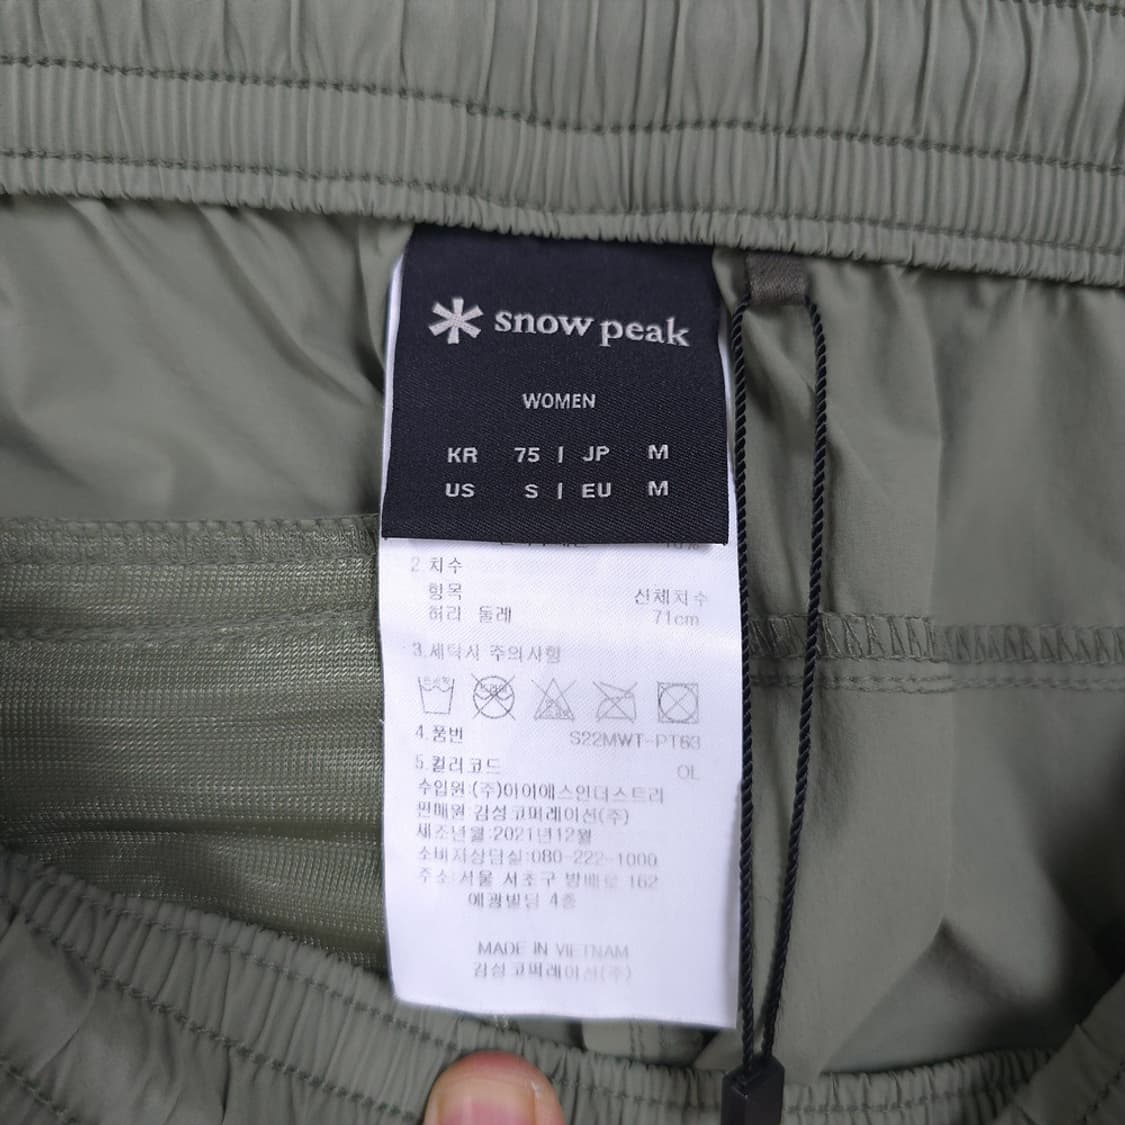 snow peak
WOMEN
KR 75 | JP M
US S | EU M
2.치수
항목 신체치수
허리 둘레 71cm
3.세탁시 주의사항
4.품번 S22MWT-PT63
5.컬러코드 OL
수입원:(주)아이에스인더스트리
판매원:감성코퍼레이션(주)
제조년월:2021년12월
소비자상담실:080-222-1000
주소:서울 서초구 방배로 162
예광빌딩 4층
MADE IN VIETNAM
감성코퍼레이션(주)